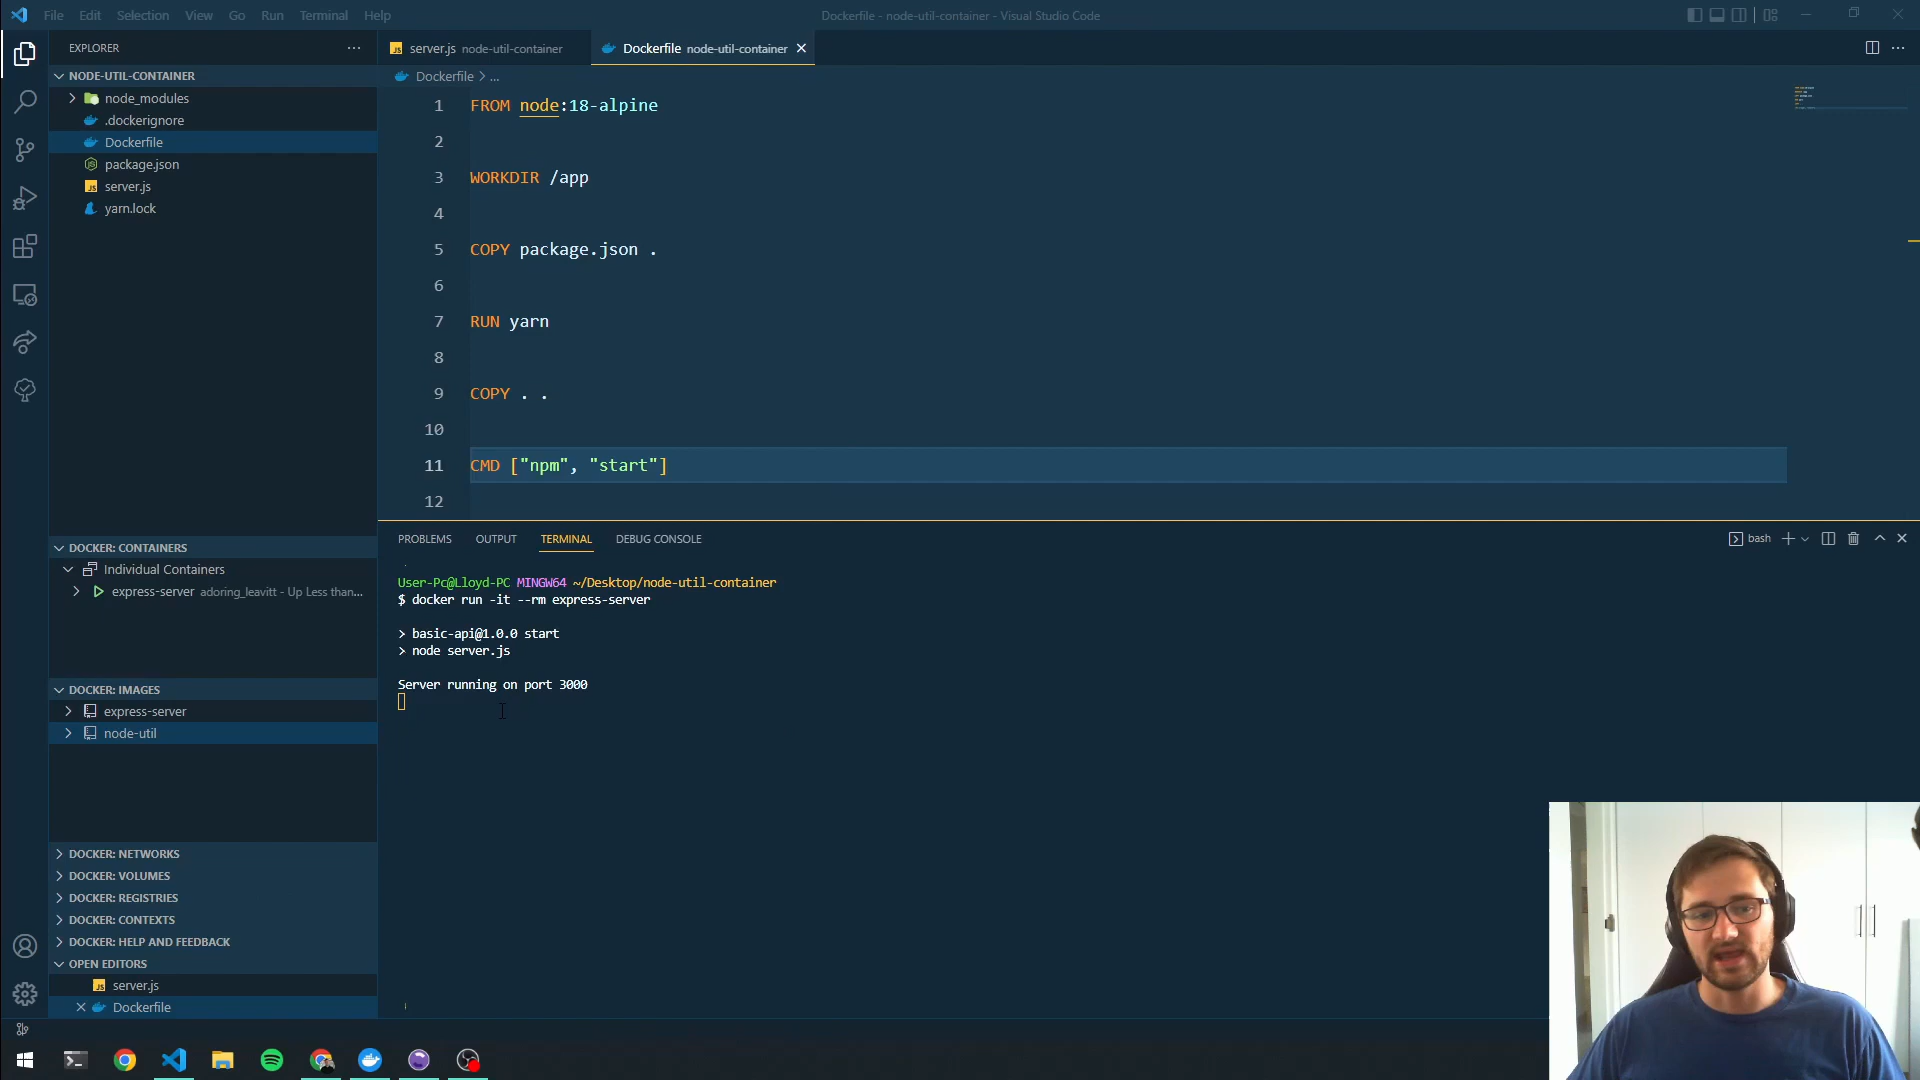 File Edit Selection View Go Run Terminal Help
Dockerfile - node-util-container - Visual Studio Code
EXPLORER
server.js node-util-container
Dockerfile node-util-container
NODE-UTIL-CONTAINER
node_modules
.dockerignore
Dockerfile
package.json
server.js
yarn.lock
Dockerfile > ...
1 FROM node:18-alpine
2
3 WORKDIR /app
4
5 COPY package.json .
6
7 RUN yarn
8
9 COPY . .
10
11 CMD ["npm", "start"]
12
DOCKER: CONTAINERS
Individual Containers
express-server adoring_leavitt - Up Less than...
DOCKER: IMAGES
express-server
node-util
DOCKER: NETWORKS
DOCKER: VOLUMES
DOCKER: REGISTRIES
DOCKER: CONTEXTS
DOCKER: HELP AND FEEDBACK
OPEN EDITORS
server.js
Dockerfile
PROBLEMS OUTPUT TERMINAL DEBUG CONSOLE
bash
User-Pc@Lloyd-PC MINGW64 ~/Desktop/node-util-container
$ docker run -it --rm express-server
> basic-api@1.0.0 start
> node server.js
Server running on port 3000